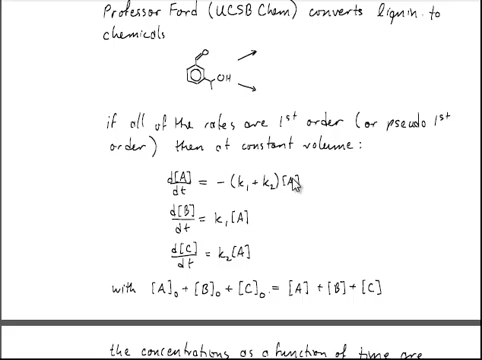 Professor Ford (UCSB Chem) converts lignin to
chemicals
OH
if all of the rates are 1st order (or pseudo 1st
order) then at constant volume:
d[A]/dt = -(k₁ + k₂)[A]
d[B]/dt = k₁[A]
d[C]/dt = k₂[A]
with [A]₀ + [B]₀ + [C]₀ = [A] + [B] + [C]
the concentrations as a function of time are